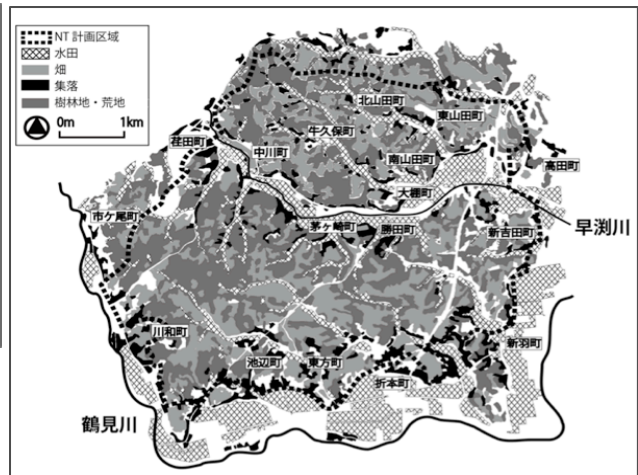 NT計画区域
水田
畑
集落
樹林地・荒地
0m 1km
北山田町
東山田町
牛久保町
荏田町
中川町
南山田町
高田町
大棚町
市ケ尾町
茅ヶ崎町
勝田町
新吉田町
早渕川
川和町
新羽町
池辺町
東方町
折本町
鶴見川